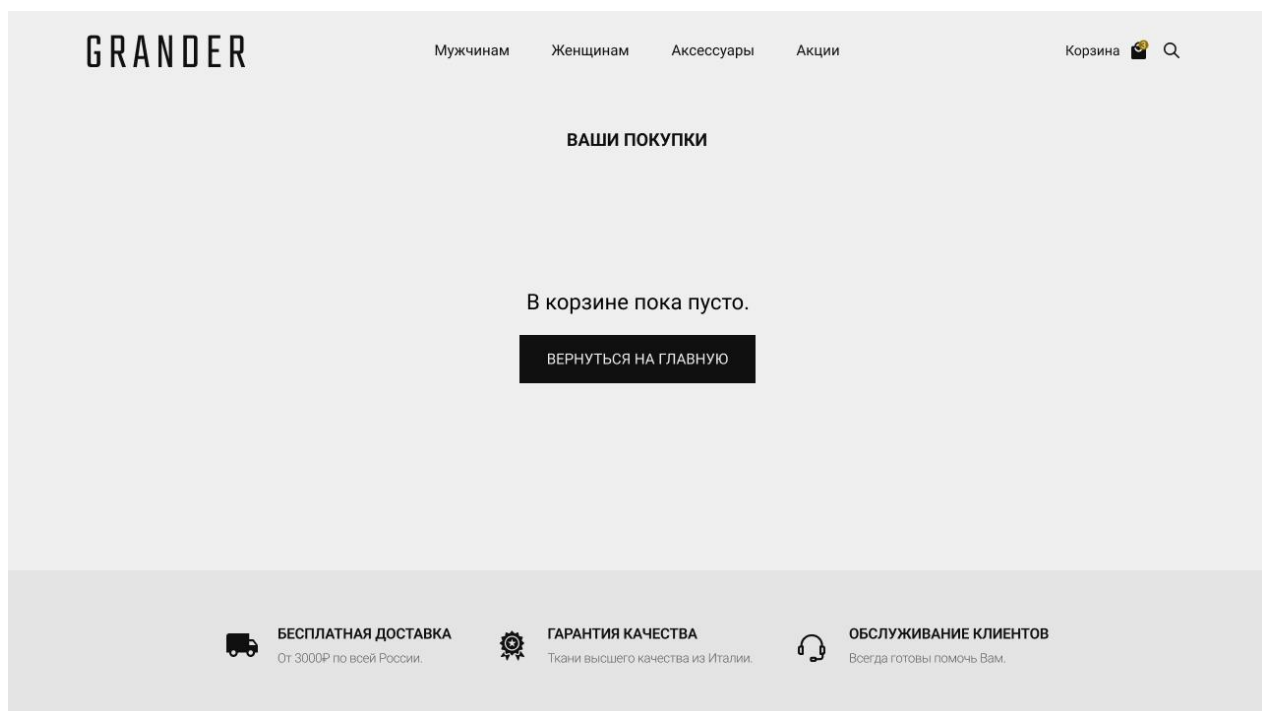 GRANDER
Мужчинам Женщинам Аксессуары Акции
Корзина
ВАШИ ПОКУПКИ
В корзине пока пусто.
ВЕРНУТЬСЯ НА ГЛАВНУЮ
БЕСПЛАТНАЯ ДОСТАВКА
От 3000₽ по всей России.
ГАРАНТИЯ КАЧЕСТВА
Ткани высшего качества из Италии.
ОБСЛУЖИВАНИЕ КЛИЕНТОВ
Всегда готовы помочь Вам.